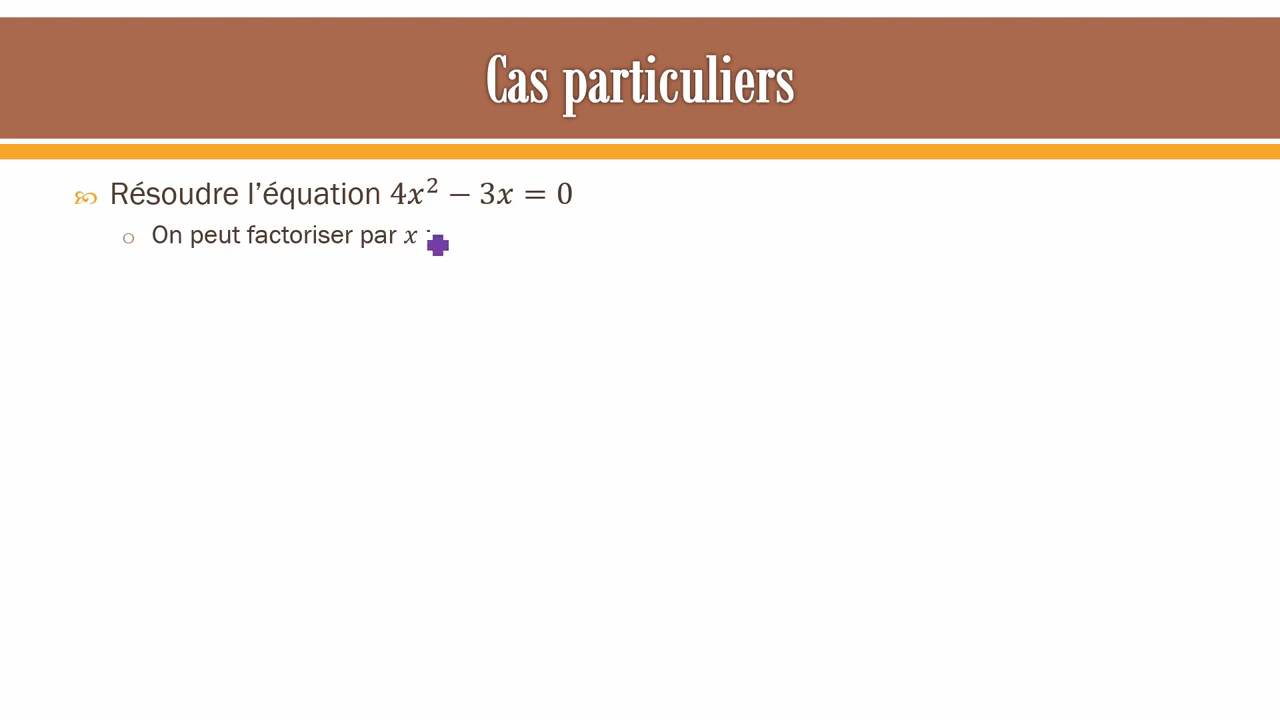 Cas particuliers
Résoudre l’équation 4x² − 3x = 0
On peut factoriser par x